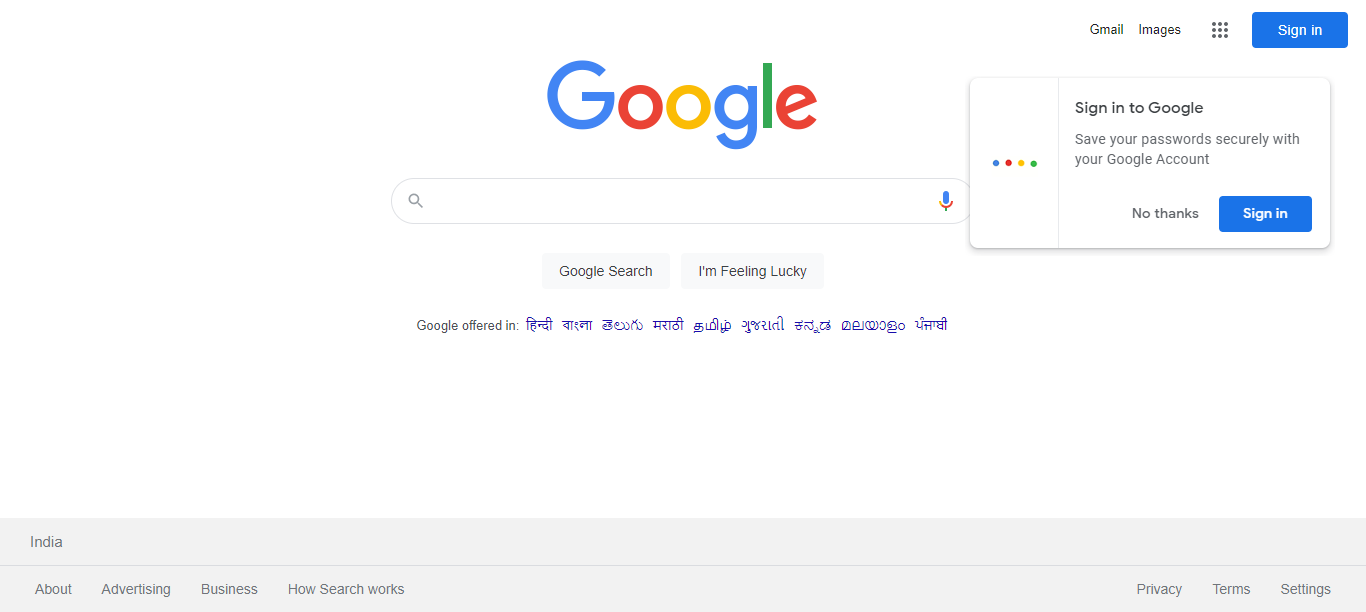 Gmail Images Sign in
Google
Sign in to Google
Save your passwords securely with
your Google Account
No thanks Sign in
Google Search I'm Feeling Lucky
Google offered in: हिन्दी বাংলা తెలుగు मराठी தமிழ் ગુજરાતી ಕನ್ನಡ മലയാളം ਪੰਜਾਬੀ
India
About Advertising Business How Search works Privacy Terms Settings